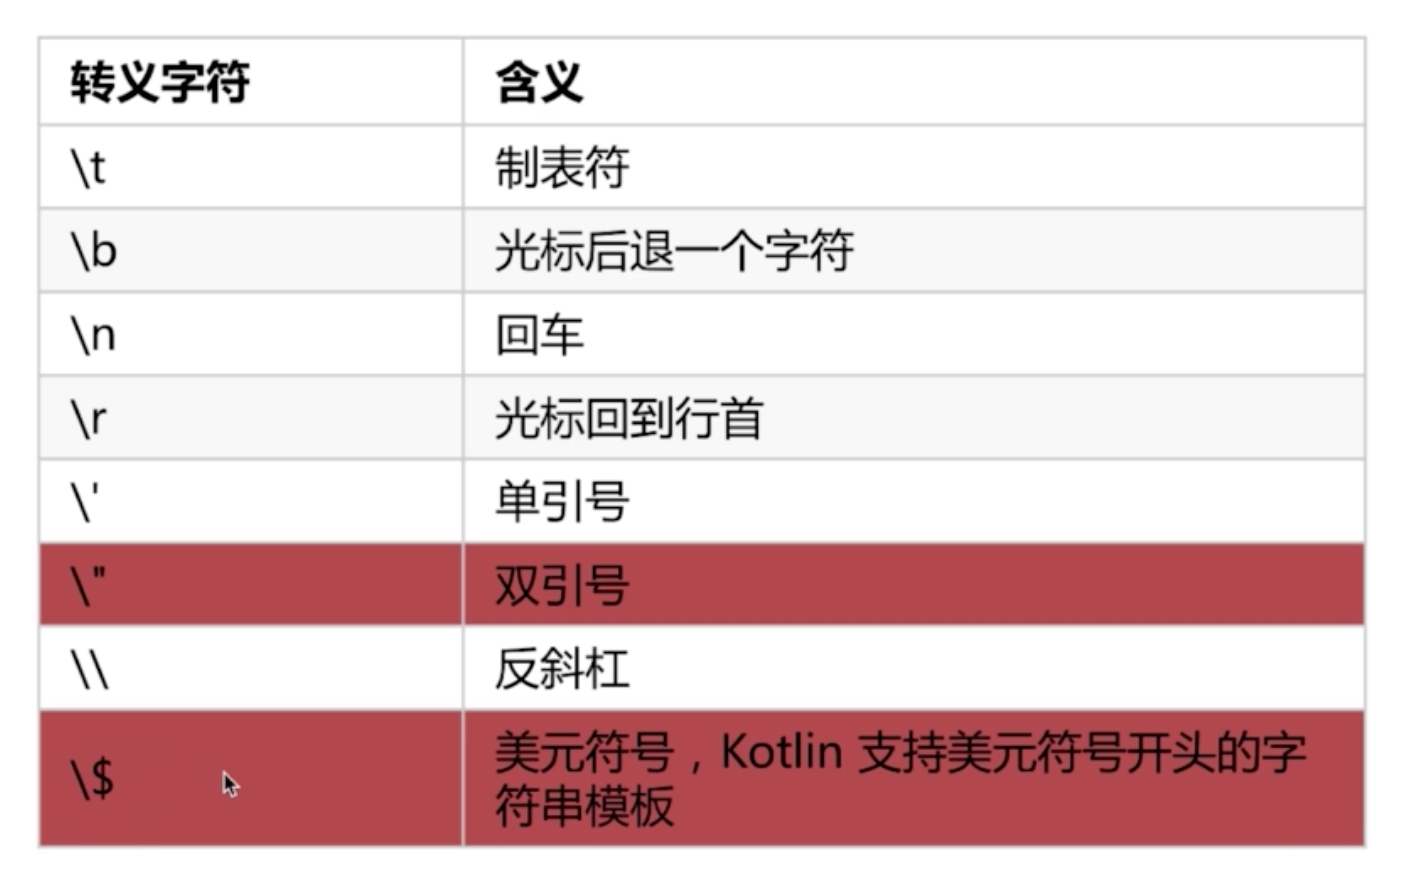 转义字符 含义
\t 制表符
\b 光标后退一个字符
\n 回车
\r 光标回到行首
\' 单引号
\" 双引号
\\ 反斜杠
\$ 美元符号，Kotlin 支持美元符号开头的字
符串模板